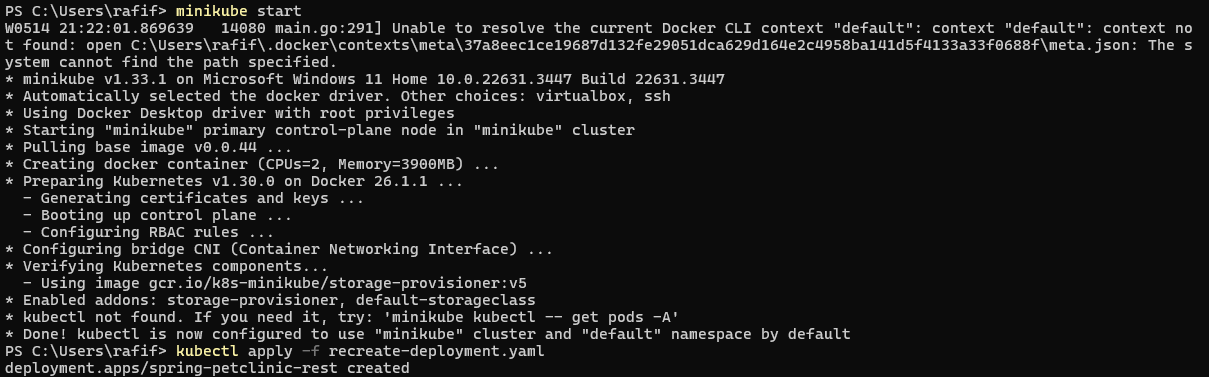 PS C:\Users\rafif> minikube start
W0514 21:22:01.869639   14080 main.go:291] Unable to resolve the current Docker CLI context "default": context "default": context no
t found: open C:\Users\rafif\.docker\contexts\meta\37a8eec1ce19687d132fe29051dca629d164e2c4958ba141d5f4133a33f0688f\meta.json: The s
ystem cannot find the path specified.
* minikube v1.33.1 on Microsoft Windows 11 Home 10.0.22631.3447 Build 22631.3447
* Automatically selected the docker driver. Other choices: virtualbox, ssh
* Using Docker Desktop driver with root privileges
* Starting "minikube" primary control-plane node in "minikube" cluster
* Pulling base image v0.0.44 ...
* Creating docker container (CPUs=2, Memory=3900MB) ...
* Preparing Kubernetes v1.30.0 on Docker 26.1.1 ...
  - Generating certificates and keys ...
  - Booting up control plane ...
  - Configuring RBAC rules ...
* Configuring bridge CNI (Container Networking Interface) ...
* Verifying Kubernetes components...
  - Using image gcr.io/k8s-minikube/storage-provisioner:v5
* Enabled addons: storage-provisioner, default-storageclass
* kubectl not found. If you need it, try: 'minikube kubectl -- get pods -A'
* Done! kubectl is now configured to use "minikube" cluster and "default" namespace by default
PS C:\Users\rafif> kubectl apply -f recreate-deployment.yaml
deployment.apps/spring-petclinic-rest created